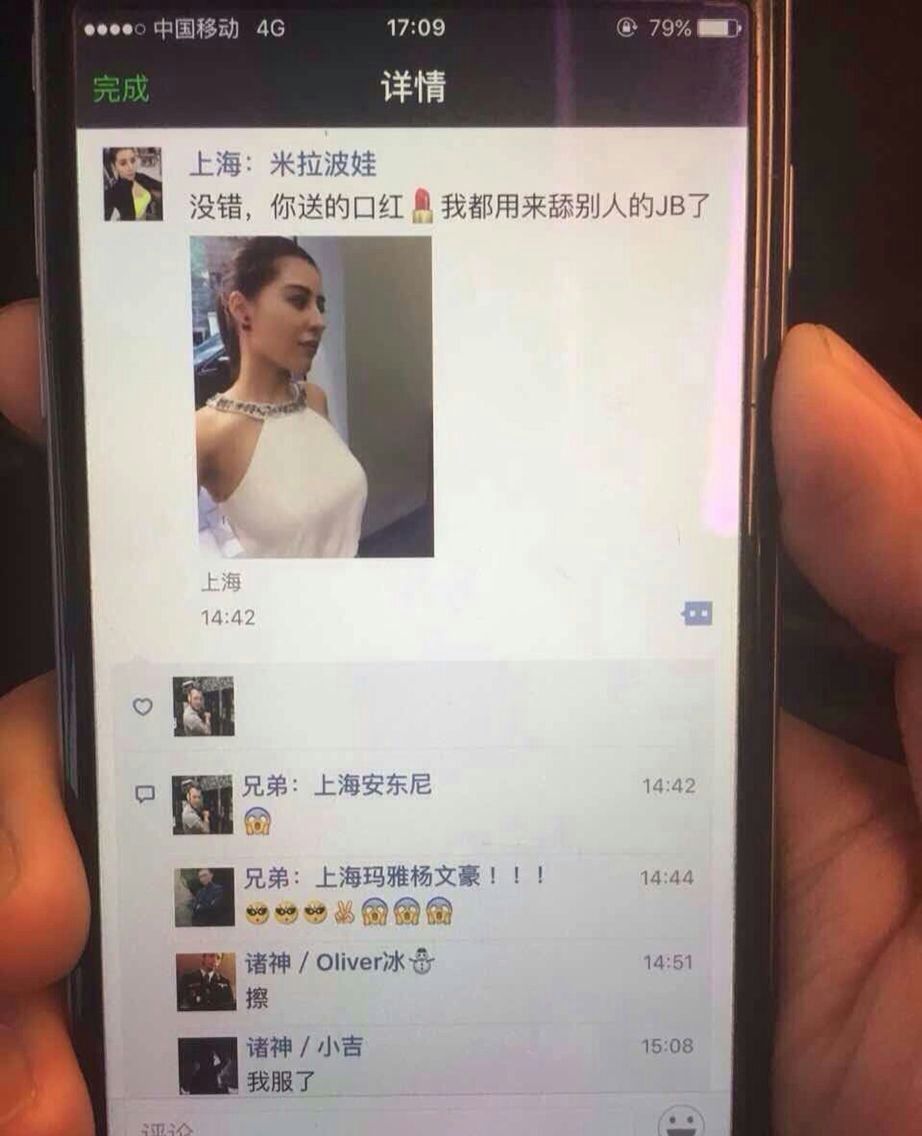 中国移动 4G 17:09 79%
完成 详情
上海：米拉波娃
没错，你送的口红💄我都用来舔别人的JB了
上海
14:42
兄弟：上海安东尼 14:42
😱
兄弟：上海玛雅杨文豪！！！ 14:44
😎😎😎✌️😱😱😱
诸神 / Oliver冰⛄ 14:51
擦
诸神 / 小吉 15:08
我服了
评论